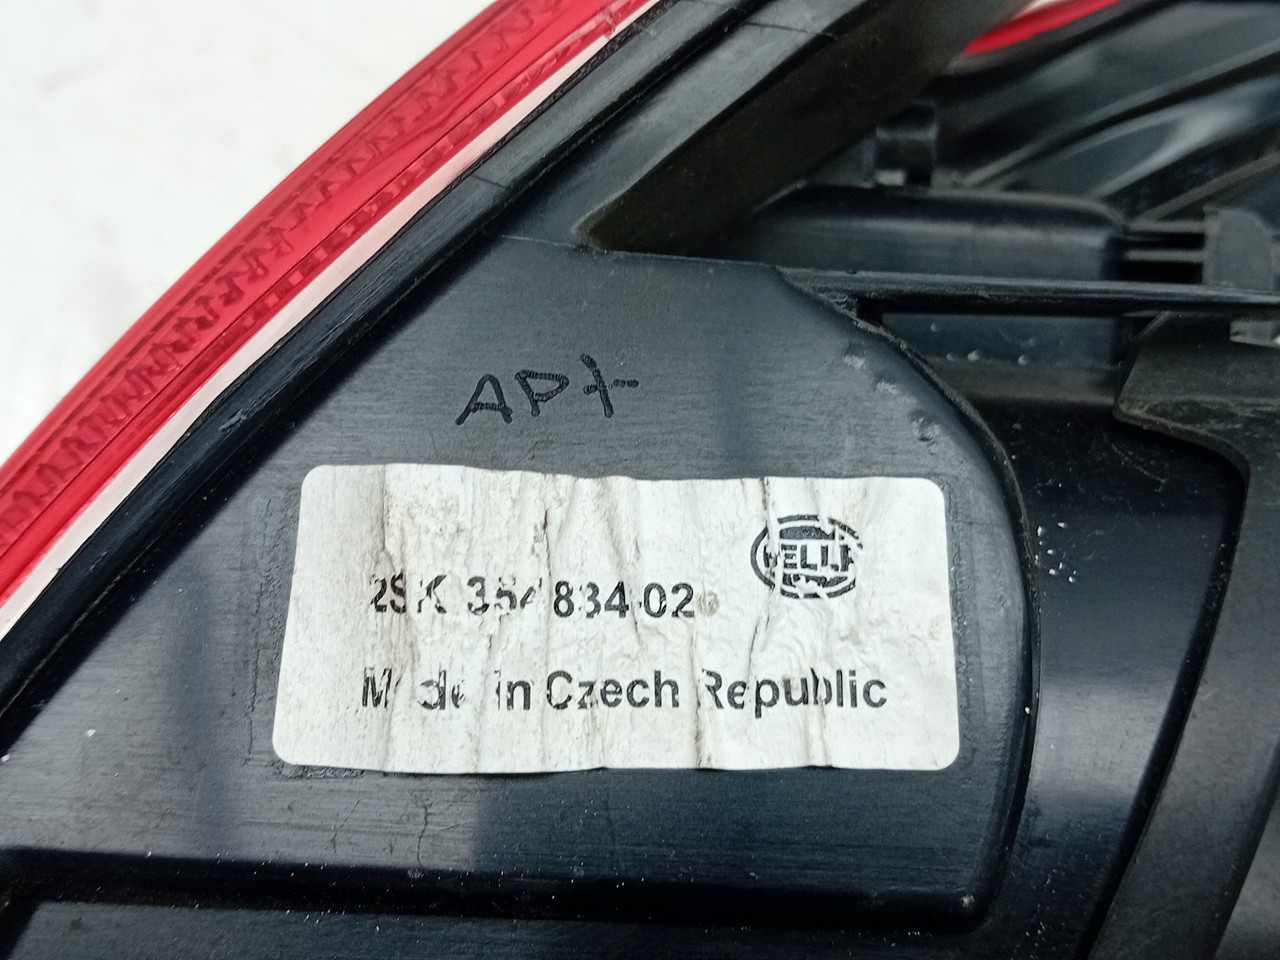 APX
HELLA
2SK 354 834-02
Made in Czech Republic